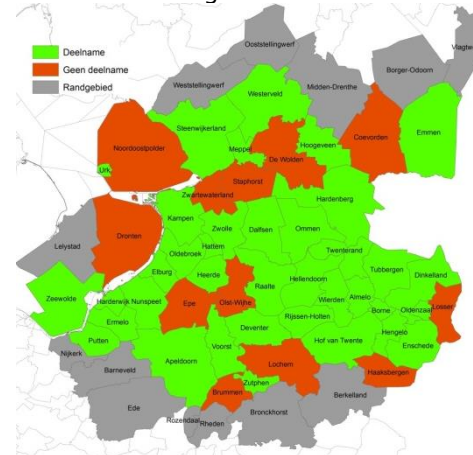 Deelname
Geen deelname
Randgebied
Ooststellingwerf
Vlagtw
Weststellingwerf
Midden-Drenthe
Borger-Odoorn
Westerveld
Steenwijkerland
Noordoostpolder
Meppel
Hoogeveen
De Wolden
Coevorden
Emmen
Urk
Staphorst
Zwartewaterland
Hardenberg
Kampen
Zwolle
Dalfsen
Ommen
Lelystad
Dronten
Oldebroek
Hattem
Twenterand
Elburg
Heerde
Tubbergen
Dinkelland
Zeewolde
Hellendoorn
Raalte
Harderwijk
Nunspeet
Epe
Olst-Wijhe
Wierden
Almelo
Borne
Oldenzaal
Losser
Ermelo
Rijssen-Holten
Hengelo
Deventer
Putten
Voorst
Hof van Twente
Enschede
Nijkerk
Apeldoorn
Lochem
Haaksbergen
Barneveld
Zutphen
Brummen
Berkelland
Ede
Rozendaal
Rheden
Bronckhorst